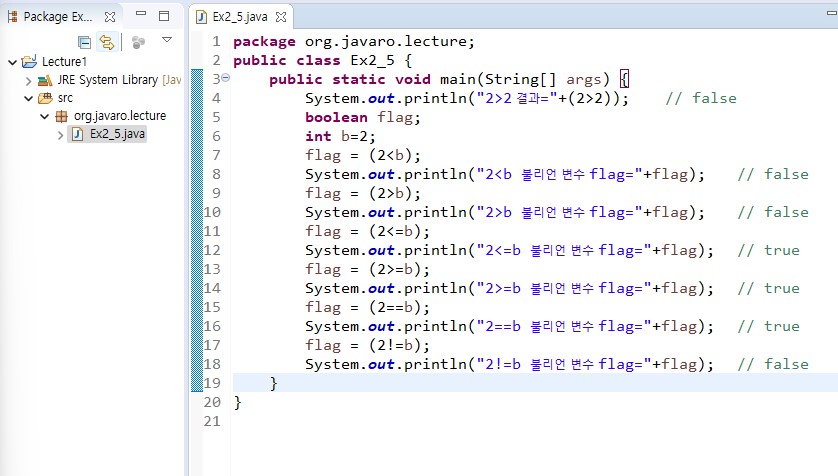 Package Ex...
Lecture1
JRE System Library [Jav
src
org.javaro.lecture
Ex2_5.java
Ex2_5.java
1 package org.javaro.lecture;
2 public class Ex2_5 {
3 public static void main(String[] args) {
4 System.out.println("2>2 결과="+(2>2)); // false
5 boolean flag;
6 int b=2;
7 flag = (2<b);
8 System.out.println("2<b 불리언 변수 flag="+flag); // false
9 flag = (2>b);
10 System.out.println("2>b 불리언 변수 flag="+flag); // false
11 flag = (2<=b);
12 System.out.println("2<=b 불리언 변수 flag="+flag); // true
13 flag = (2>=b);
14 System.out.println("2>=b 불리언 변수 flag="+flag); // true
15 flag = (2==b);
16 System.out.println("2==b 불리언 변수 flag="+flag); // true
17 flag = (2!=b);
18 System.out.println("2!=b 불리언 변수 flag="+flag); // false
19 }
20 }
21